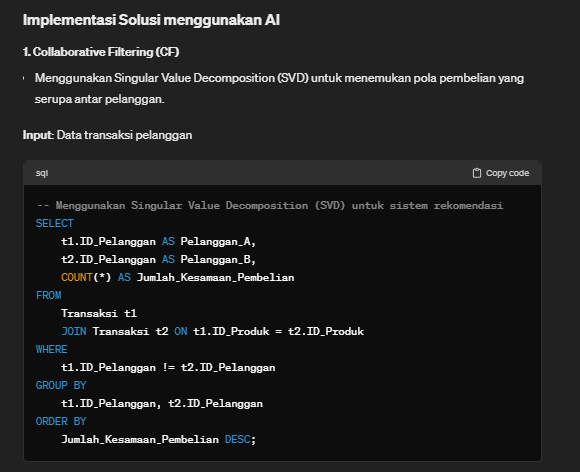 Implementasi Solusi menggunakan AI
1. Collaborative Filtering (CF)
• Menggunakan Singular Value Decomposition (SVD) untuk menemukan pola pembelian yang
serupa antar pelanggan.
Input: Data transaksi pelanggan
sql
Copy code
-- Menggunakan Singular Value Decomposition (SVD) untuk sistem rekomendasi
SELECT
    t1.ID_Pelanggan AS Pelanggan_A,
    t2.ID_Pelanggan AS Pelanggan_B,
    COUNT(*) AS Jumlah_Kesamaan_Pembelian
FROM
    Transaksi t1
    JOIN Transaksi t2 ON t1.ID_Produk = t2.ID_Produk
WHERE
    t1.ID_Pelanggan != t2.ID_Pelanggan
GROUP BY
    t1.ID_Pelanggan, t2.ID_Pelanggan
ORDER BY
    Jumlah_Kesamaan_Pembelian DESC;